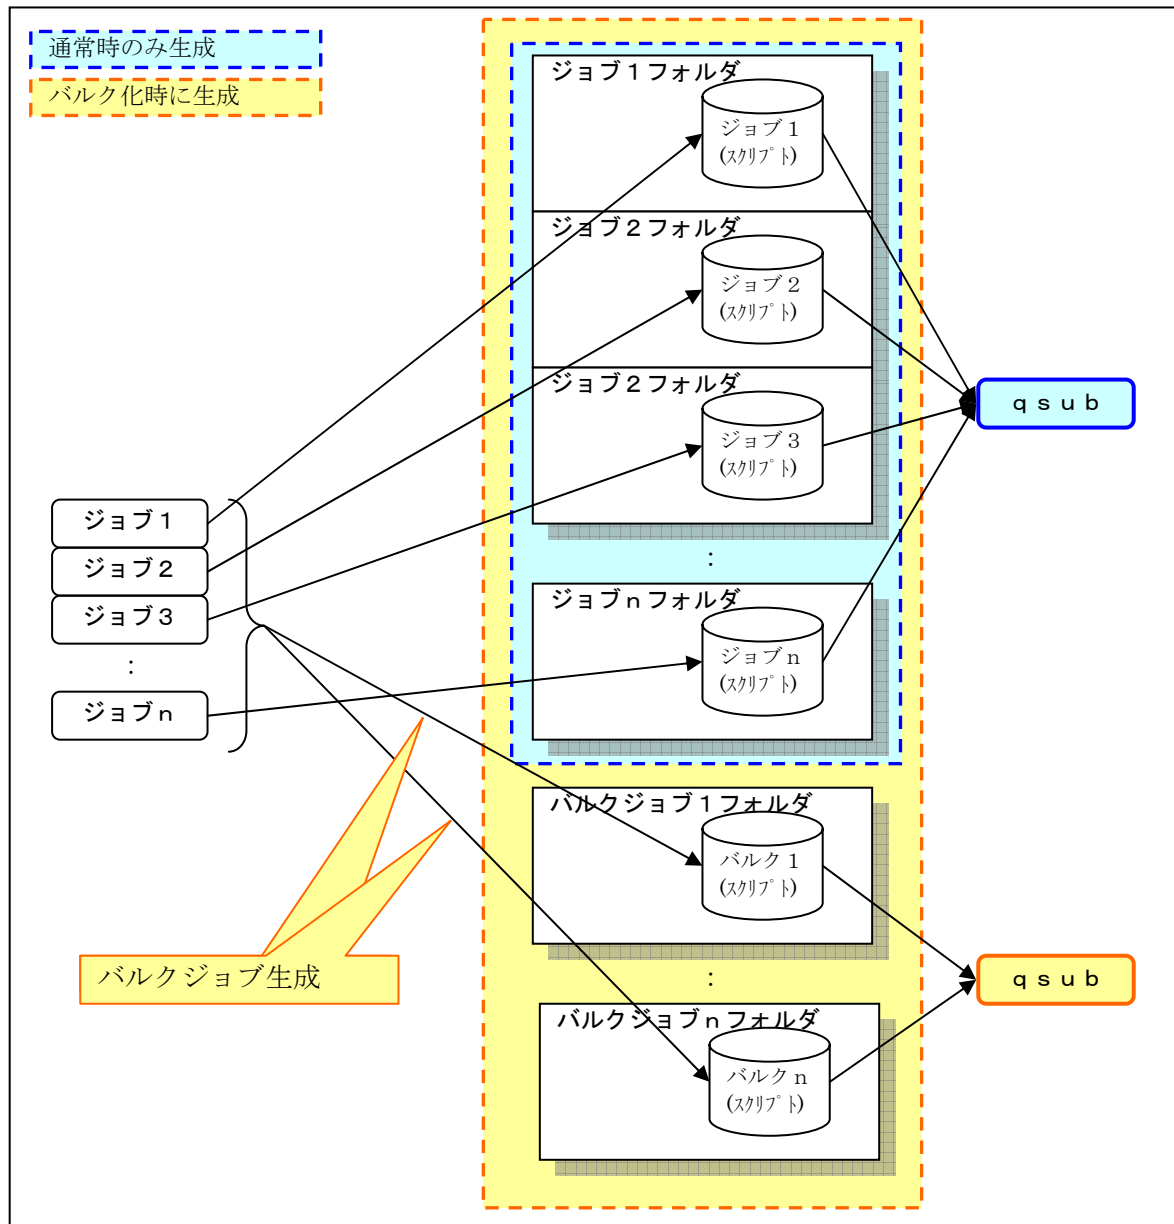 通常時のみ生成
バルク化時に生成
ジョブ１フォルダ
ジョブ１
(ｽｸﾘﾌﾟﾄ)
ジョブ２フォルダ
ジョブ２
(ｽｸﾘﾌﾟﾄ)
ジョブ２フォルダ
ジョブ３
(ｽｸﾘﾌﾟﾄ)
：
ジョブｎフォルダ
ジョブｎ
(ｽｸﾘﾌﾟﾄ)
ｑｓｕｂ
ジョブ１
ジョブ２
ジョブ３
：
ジョブｎ
バルクジョブ生成
バルクジョブ１フォルダ
バルク１
(ｽｸﾘﾌﾟﾄ)
：
バルクジョブｎフォルダ
バルクｎ
(ｽｸﾘﾌﾟﾄ)
ｑｓｕｂ